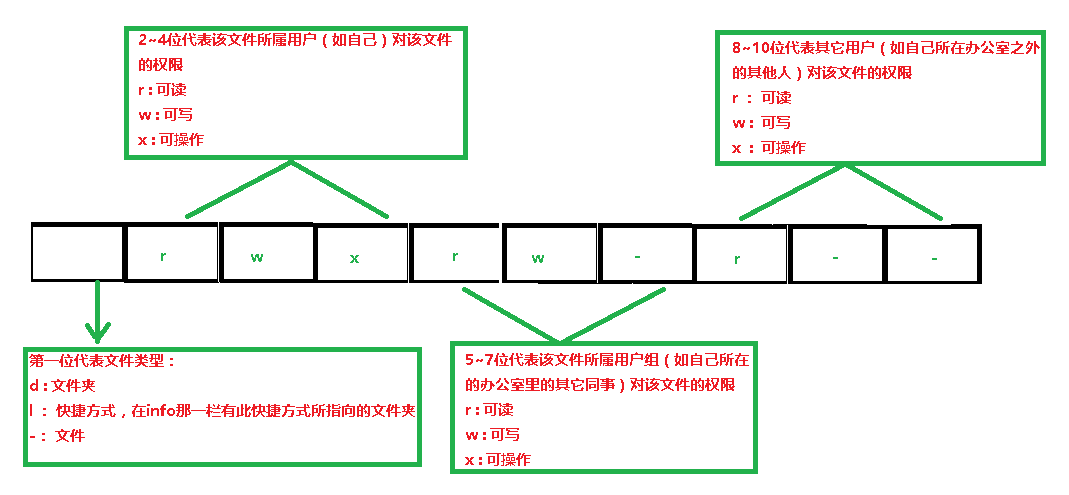 2~4位代表该文件所属用户（如自己）对该文件
的权限
r : 可读
w : 可写
x : 可操作
8~10位代表其它用户（如自己所在办公室之外
的其他人）对该文件的权限
r ： 可读
w： 可写
x ： 可操作
r w x r w - r - -
第一位代表文件类型：
d : 文件夹
l ： 快捷方式，在info那一栏有此快捷方式所指向的文件夹
-： 文件
5~7位代表该文件所属用户组（如自己所在
的办公室里的其它同事）对该文件的权限
r : 可读
w : 可写
x : 可操作